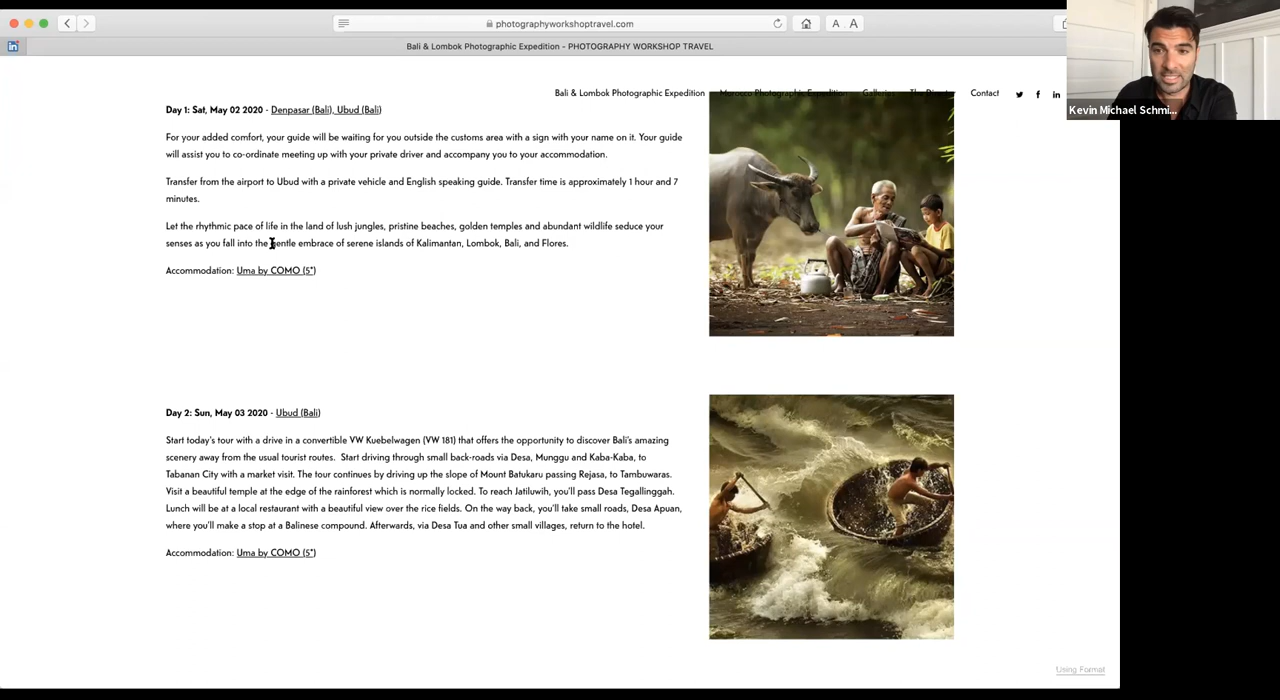 photographyworkshoptravel.com
A A
in
Bali & Lombok Photographic Expedition - PHOTOGRAPHY WORKSHOP TRAVEL
Kevin Michael Schmi...
Bali & Lombok Photographic Expedition Morocco Photographic Expedition Galleries The Director Contact
Day 1: Sat, May 02 2020 - Denpasar (Bali), Ubud (Bali)
For your added comfort, your guide will be waiting for you outside the customs area with a sign with your name on it. Your guide
will assist you to co-ordinate meeting up with your private driver and accompany you to your accommodation.
Transfer from the airport to Ubud with a private vehicle and English speaking guide. Transfer time is approximately 1 hour and 7
minutes.
Let the rhythmic pace of life in the land of lush jungles, pristine beaches, golden temples and abundant wildlife seduce your
senses as you fall into the gentle embrace of serene islands of Kalimantan, Lombok, Bali, and Flores.
Accommodation: Uma by COMO (5*)
Day 2: Sun, May 03 2020 - Ubud (Bali)
Start today's tour with a drive in a convertible VW Kuebelwagen (VW 181) that offers the opportunity to discover Bali's amazing
scenery away from the usual tourist routes. Start driving through small back-roads via Desa, Munggu and Kaba-Kaba, to
Tabanan City with a market visit. The tour continues by driving up the slope of Mount Batukaru passing Rejasa, to Tambuwaras.
Visit a beautiful temple at the edge of the rainforest which is normally locked. To reach Jatiluwih, you'll pass Desa Tegallinggah.
Lunch will be at a local restaurant with a beautiful view over the rice fields. On the way back, you'll take small roads, Desa Apuan,
where you'll make a stop at a Balinese compound. Afterwards, via Desa Tua and other small villages, return to the hotel.
Accommodation: Uma by COMO (5*)
Using Format